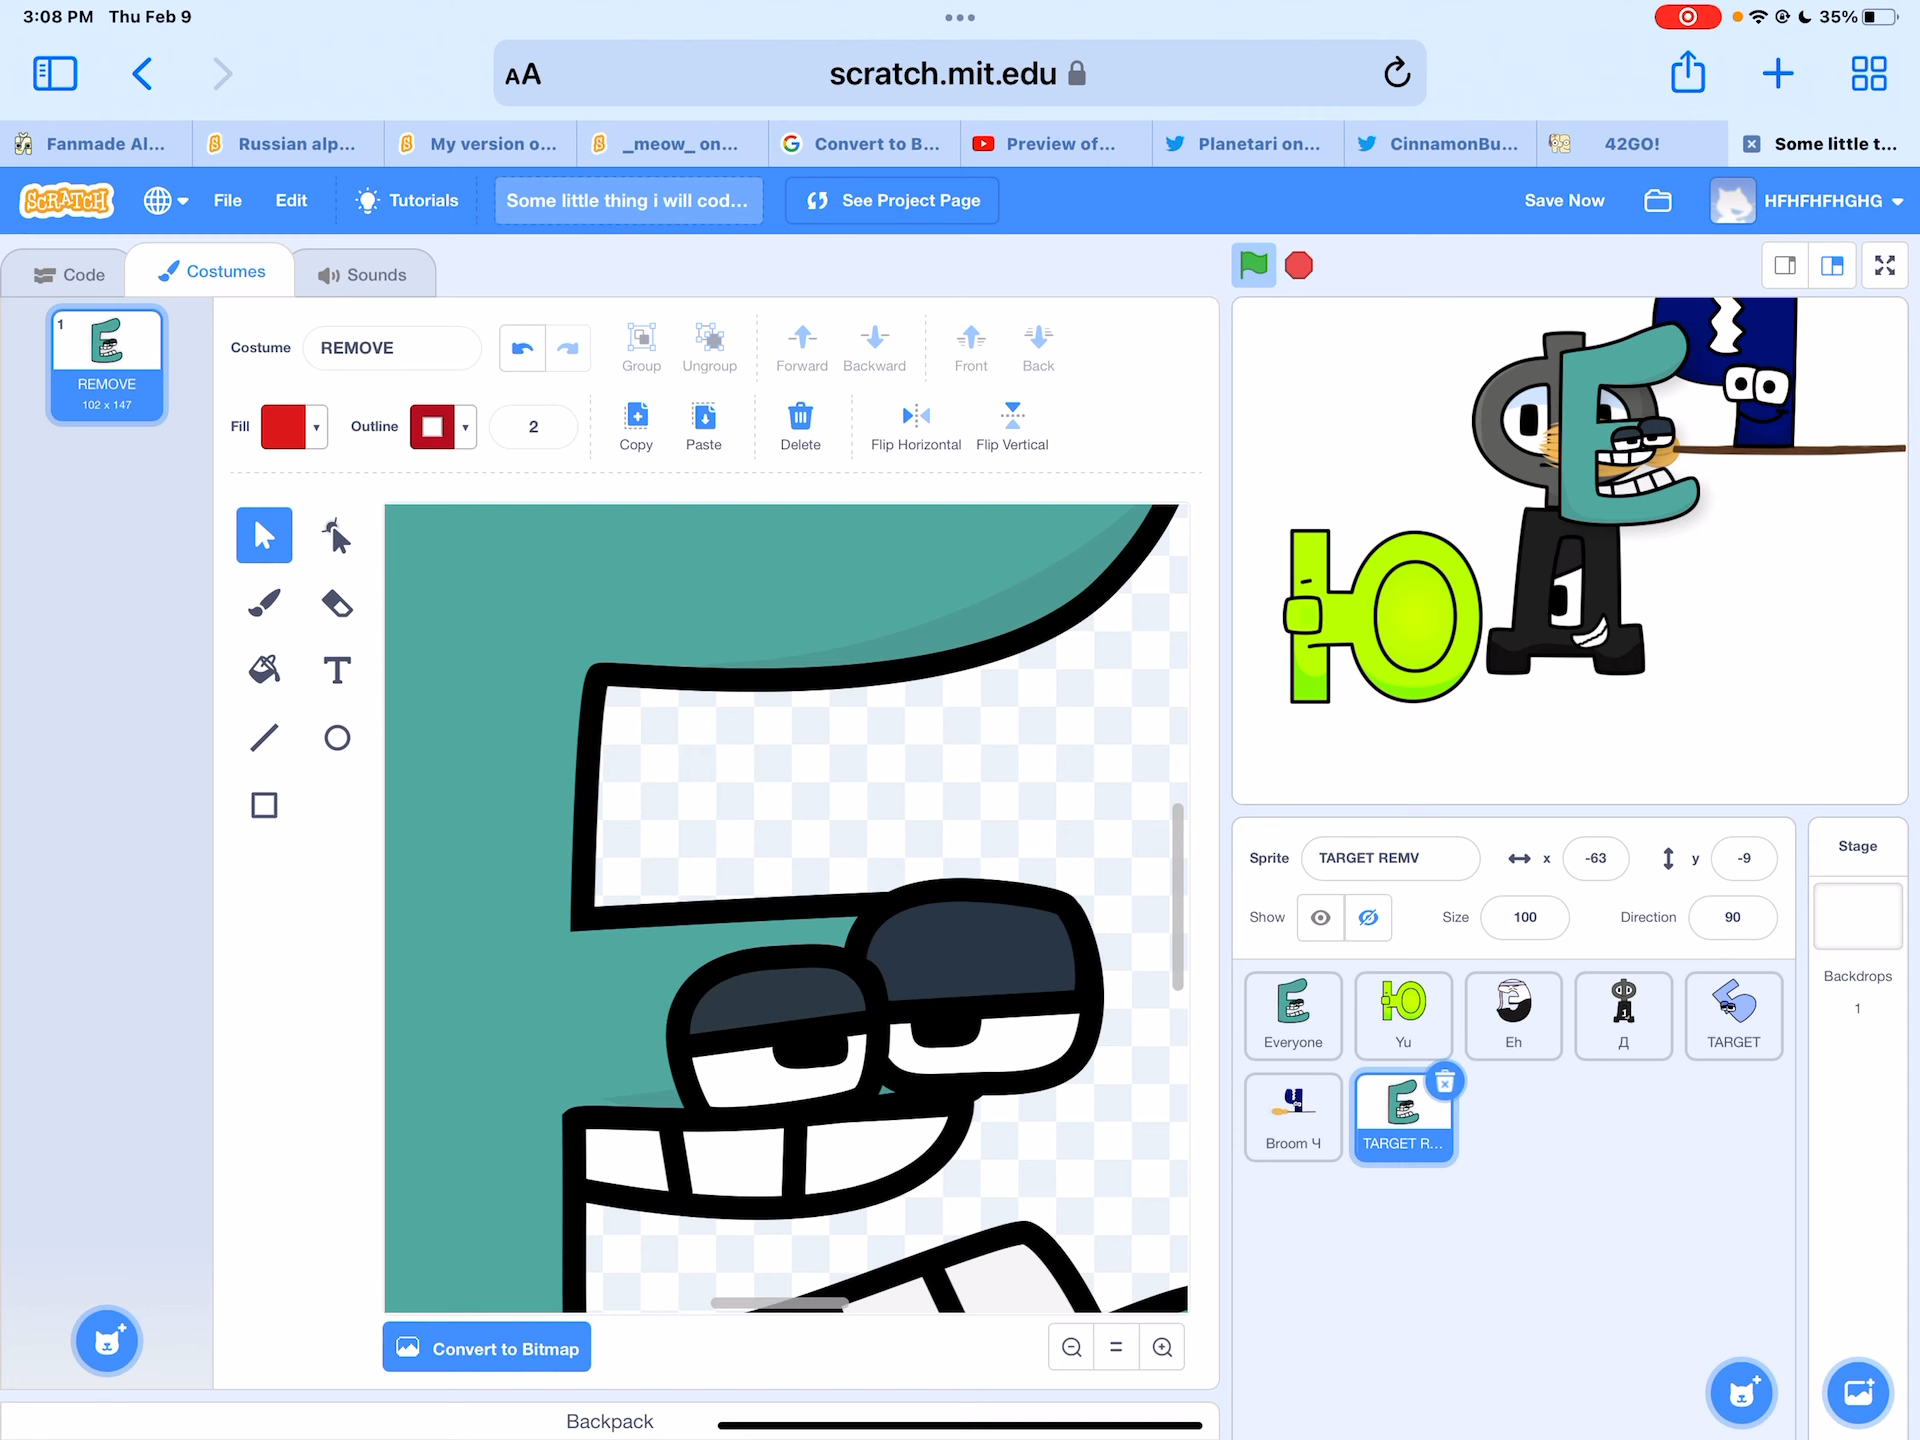 3:08 PM Thu Feb 9
35%
AA
scratch.mit.edu
Fanmade Al...
Russian alp...
My version o...
_meow_ on...
Convert to B...
Preview of...
Planetari on...
CinnamonBu...
42GO!
Some little t...
SCRATCH
File
Edit
Tutorials
Some little thing i will cod...
See Project Page
Save Now
HFHFHFHGHG
Code
Costumes
Sounds
1
REMOVE
102 x 147
Costume
REMOVE
Group
Ungroup
Forward
Backward
Front
Back
Fill
Outline
2
Copy
Paste
Delete
Flip Horizontal
Flip Vertical
T
Convert to Bitmap
=
Backpack
Sprite
TARGET REMV
x
-63
y
-9
Show
Size
100
Direction
90
Everyone
Yu
Eh
Д
TARGET
Broom Ч
TARGET R...
Stage
Backdrops
1